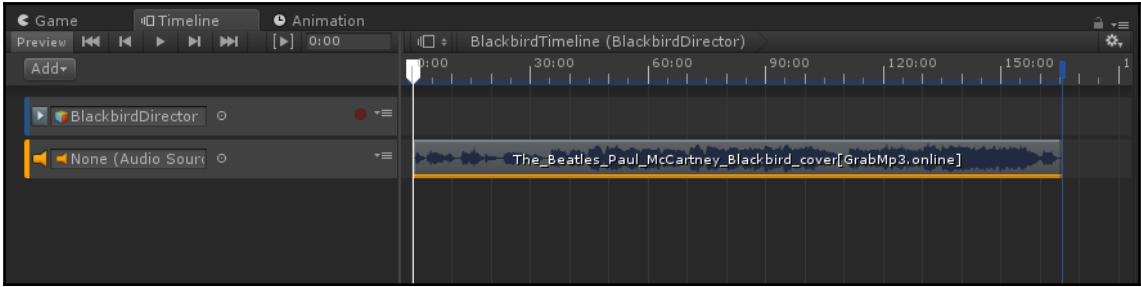 Game Timeline Animation
Preview 0:00 BlackbirdTimeline (BlackbirdDirector)
Add 0:00 30:00 60:00 90:00 120:00 150:00 1
BlackbirdDirector
None (Audio Sourc The_Beatles_Paul_McCartney_Blackbird_cover[GrabMp3.online]